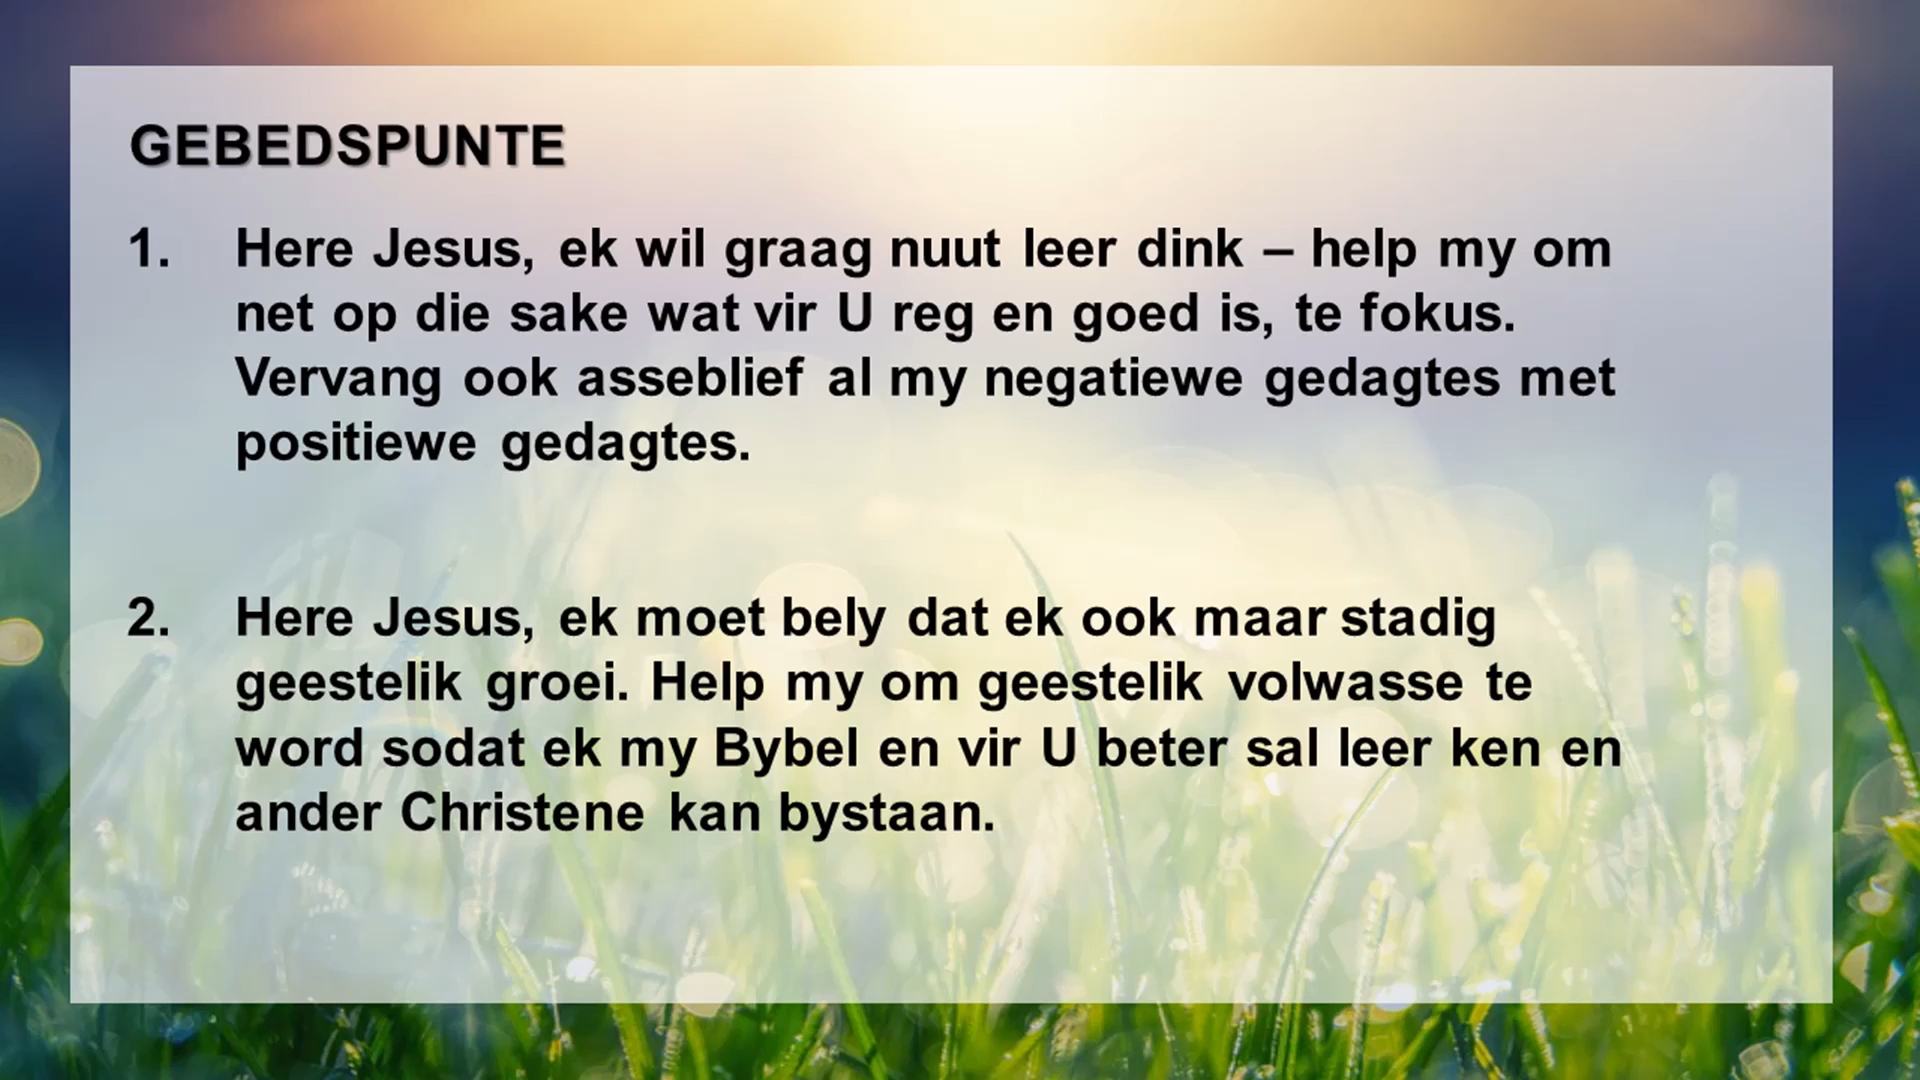 GEBEDSPUNTE
1. Here Jesus, ek wil graag nuut leer dink – help my om
net op die sake wat vir U reg en goed is, te fokus.
Vervang ook asseblief al my negatiewe gedagtes met
positiewe gedagtes.
2. Here Jesus, ek moet bely dat ek ook maar stadig
geestelik groei. Help my om geestelik volwasse te
word sodat ek my Bybel en vir U beter sal leer ken en
ander Christene kan bystaan.